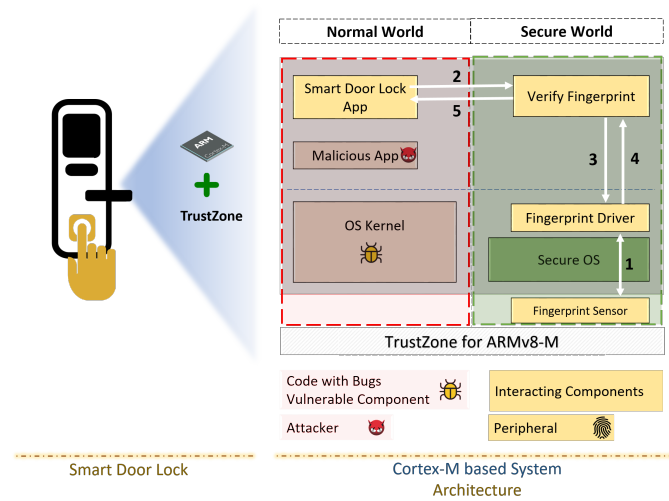 Normal World
Secure World
Smart Door Lock
App
2
5
Verify Fingerprint
Malicious App
3
4
ARM
Cortex-M
TrustZone
OS Kernel
Fingerprint Driver
Secure OS
1
Fingerprint Sensor
TrustZone for ARMv8-M
Code with Bugs
Vulnerable Component
Interacting Components
Attacker
Peripheral
Smart Door Lock
Cortex-M based System
Architecture